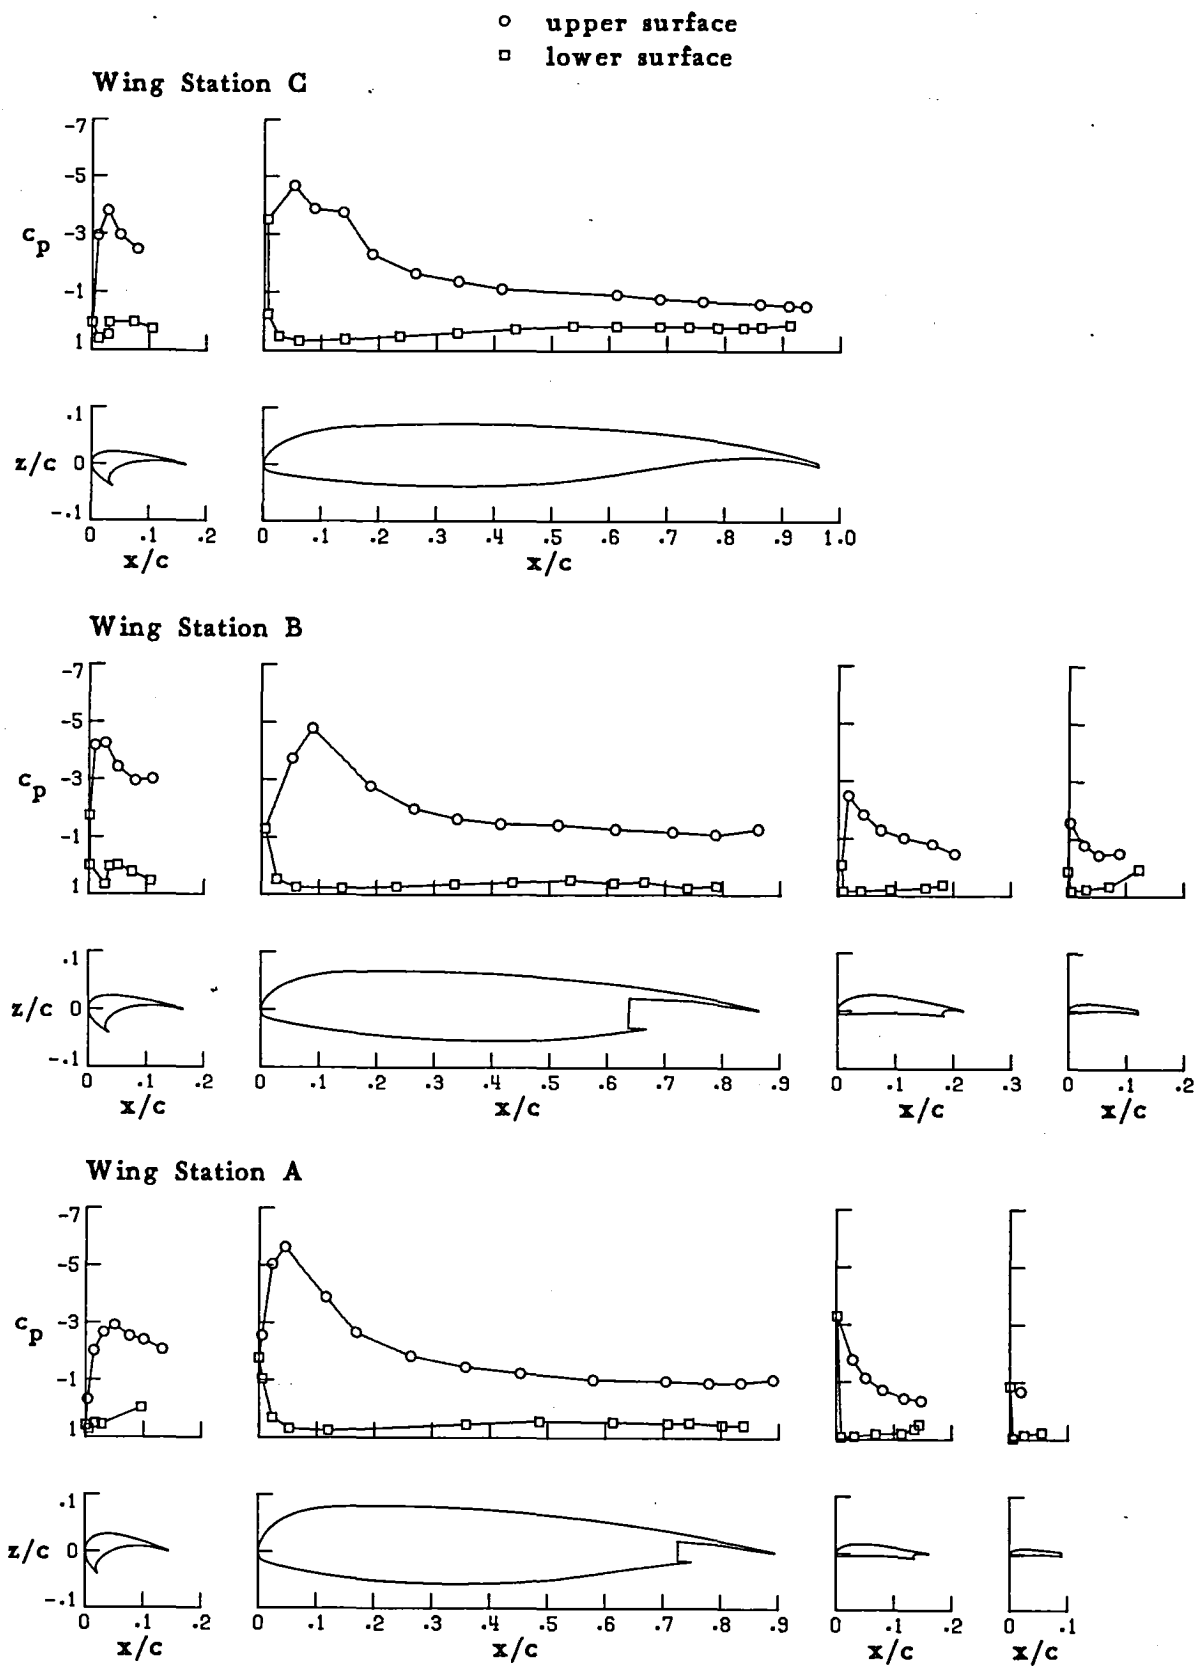 upper surface
lower surface
Wing Station C
-7
-5
-3
-1
1
c_p
.1
0
-.1
z/c
0 .1 .2
x/c
0 .1 .2 .3 .4 .5 .6 .7 .8 .9 1.0
x/c
Wing Station B
-7
-5
-3
-1
1
c_p
.1
0
-.1
z/c
0 .1 .2
x/c
0 .1 .2 .3 .4 .5 .6 .7 .8 .9
x/c
0 .1 .2 .3
x/c
0 .1 .2
x/c
Wing Station A
-7
-5
-3
-1
1
c_p
.1
0
-.1
z/c
0 .1 .2
x/c
0 .1 .2 .3 .4 .5 .6 .7 .8 .9
x/c
0 .1 .2
x/c
0 .1
x/c